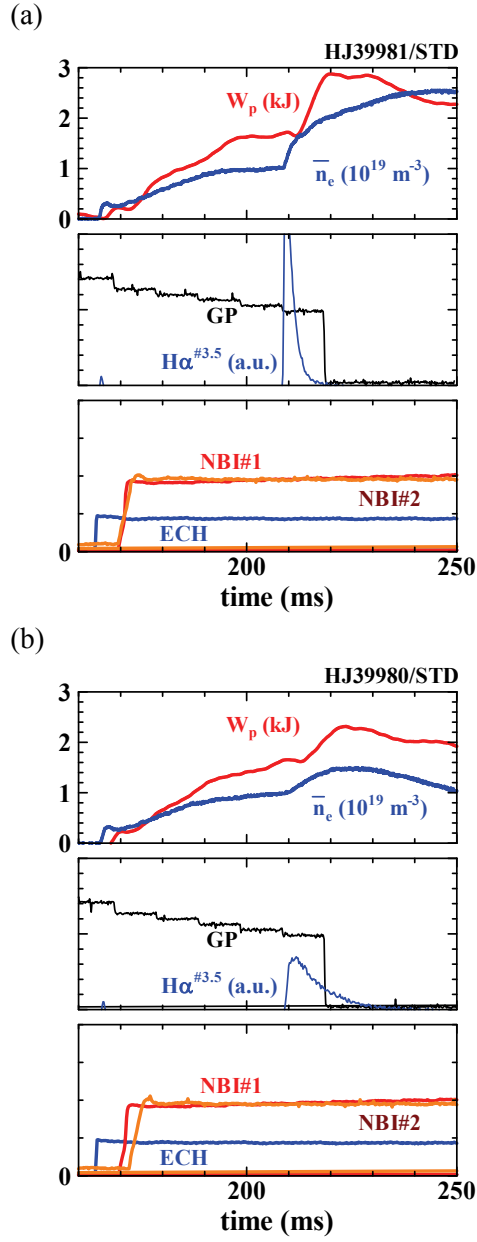 (a)
HJ39981/STD
3
W_p (kJ)
2
n̅_e (10^19 m^-3)
1
0
GP
Hα^#3.5 (a.u.)
NBI#1
NBI#2
ECH
0
200 250
time (ms)
(b)
HJ39980/STD
3
W_p (kJ)
2
n̅_e (10^19 m^-3)
1
0
GP
Hα^#3.5 (a.u.)
NBI#1
NBI#2
ECH
0
200 250
time (ms)